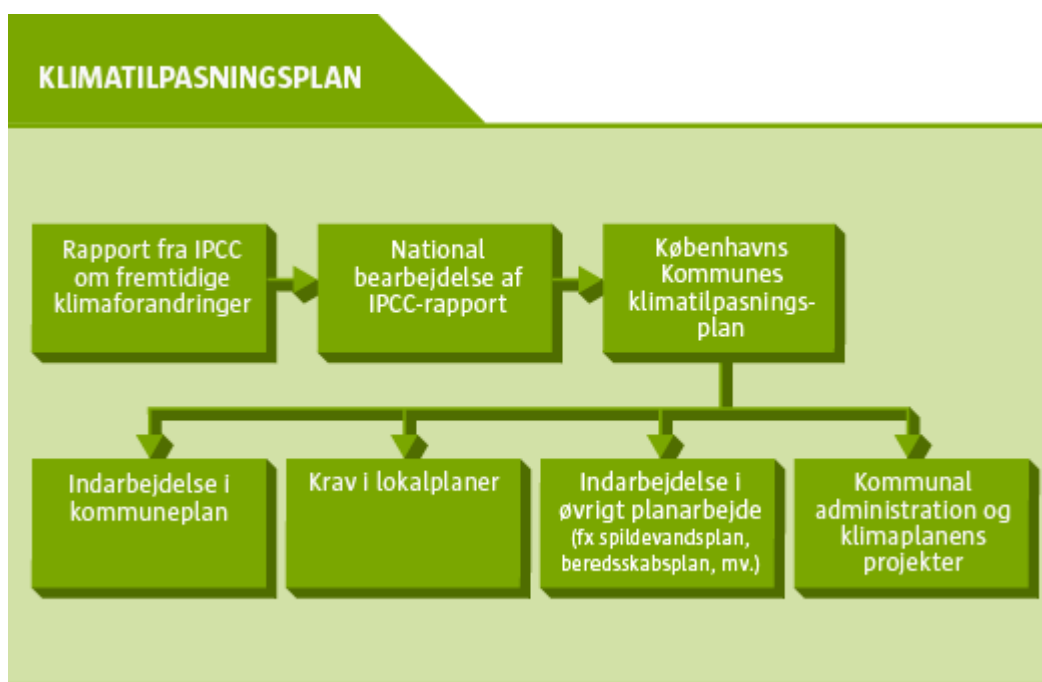 KLIMATILPASNINGSPLAN
Rapport fra IPCC
om fremtidige
klimaforandringer
National
bearbejdelse af
IPCC-rapport
Københavns
Kommunes
klimatilpasnings-
plan
Indarbejdelse i
kommuneplan
Krav i lokalplaner
Indarbejdelse i
øvrigt planarbejde
(fx spildevandsplan,
beredsskabsplan, mv.)
Kommunal
administration og
klimaplanens
projekter